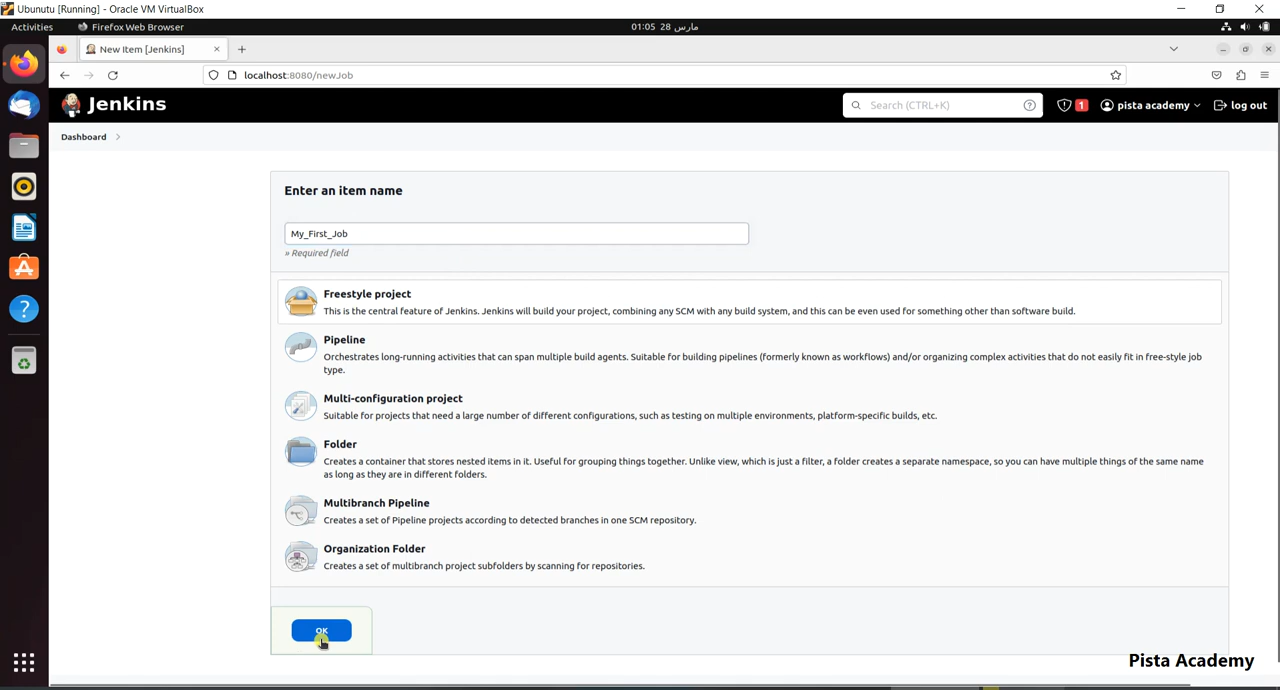 Ubunutu [Running] - Oracle VM VirtualBox
Activities
Firefox Web Browser
01:05 28 مارس
New Item [Jenkins]
localhost:8080/newJob
Jenkins
Search (CTRL+K)
1
pista academy
log out
Dashboard
Enter an item name
My_First_Job
» Required field
Freestyle project
This is the central feature of Jenkins. Jenkins will build your project, combining any SCM with any build system, and this can be even used for something other than software build.
Pipeline
Orchestrates long-running activities that can span multiple build agents. Suitable for building pipelines (formerly known as workflows) and/or organizing complex activities that do not easily fit in free-style job
type.
Multi-configuration project
Suitable for projects that need a large number of different configurations, such as testing on multiple environments, platform-specific builds, etc.
Folder
Creates a container that stores nested items in it. Useful for grouping things together. Unlike view, which is just a filter, a folder creates a separate namespace, so you can have multiple things of the same name
as long as they are in different folders.
Multibranch Pipeline
Creates a set of Pipeline projects according to detected branches in one SCM repository.
Organization Folder
Creates a set of multibranch project subfolders by scanning for repositories.
OK
Pista Academy